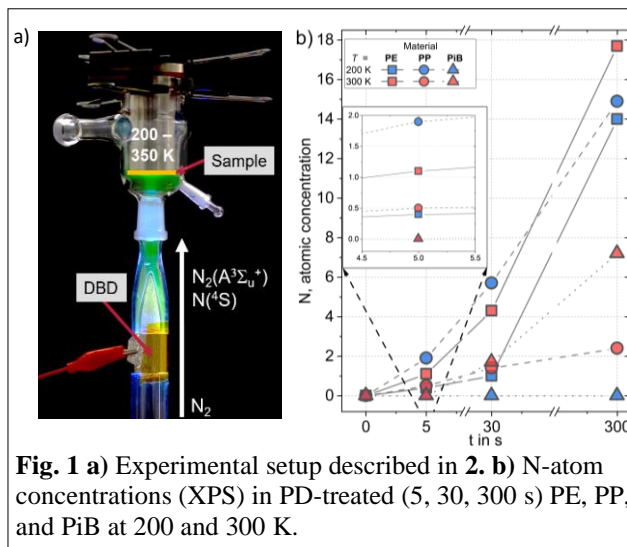 a)
200 –
350 K
Sample
N₂(A³Σᵤ⁺)
N(⁴S)
DBD
N₂
b)
Material
T = PE PP PiB
200 K
300 K
2.0
1.5
1.0
0.5
0.0
4.5 5.0 5.5
18
16
14
12
10
8
6
4
2
0
N, atomic concentration
0 5 30 300
t in s
Fig. 1 a) Experimental setup described in 2. b) N-atom
concentrations (XPS) in PD-treated (5, 30, 300 s) PE, PP,
and PiB at 200 and 300 K.